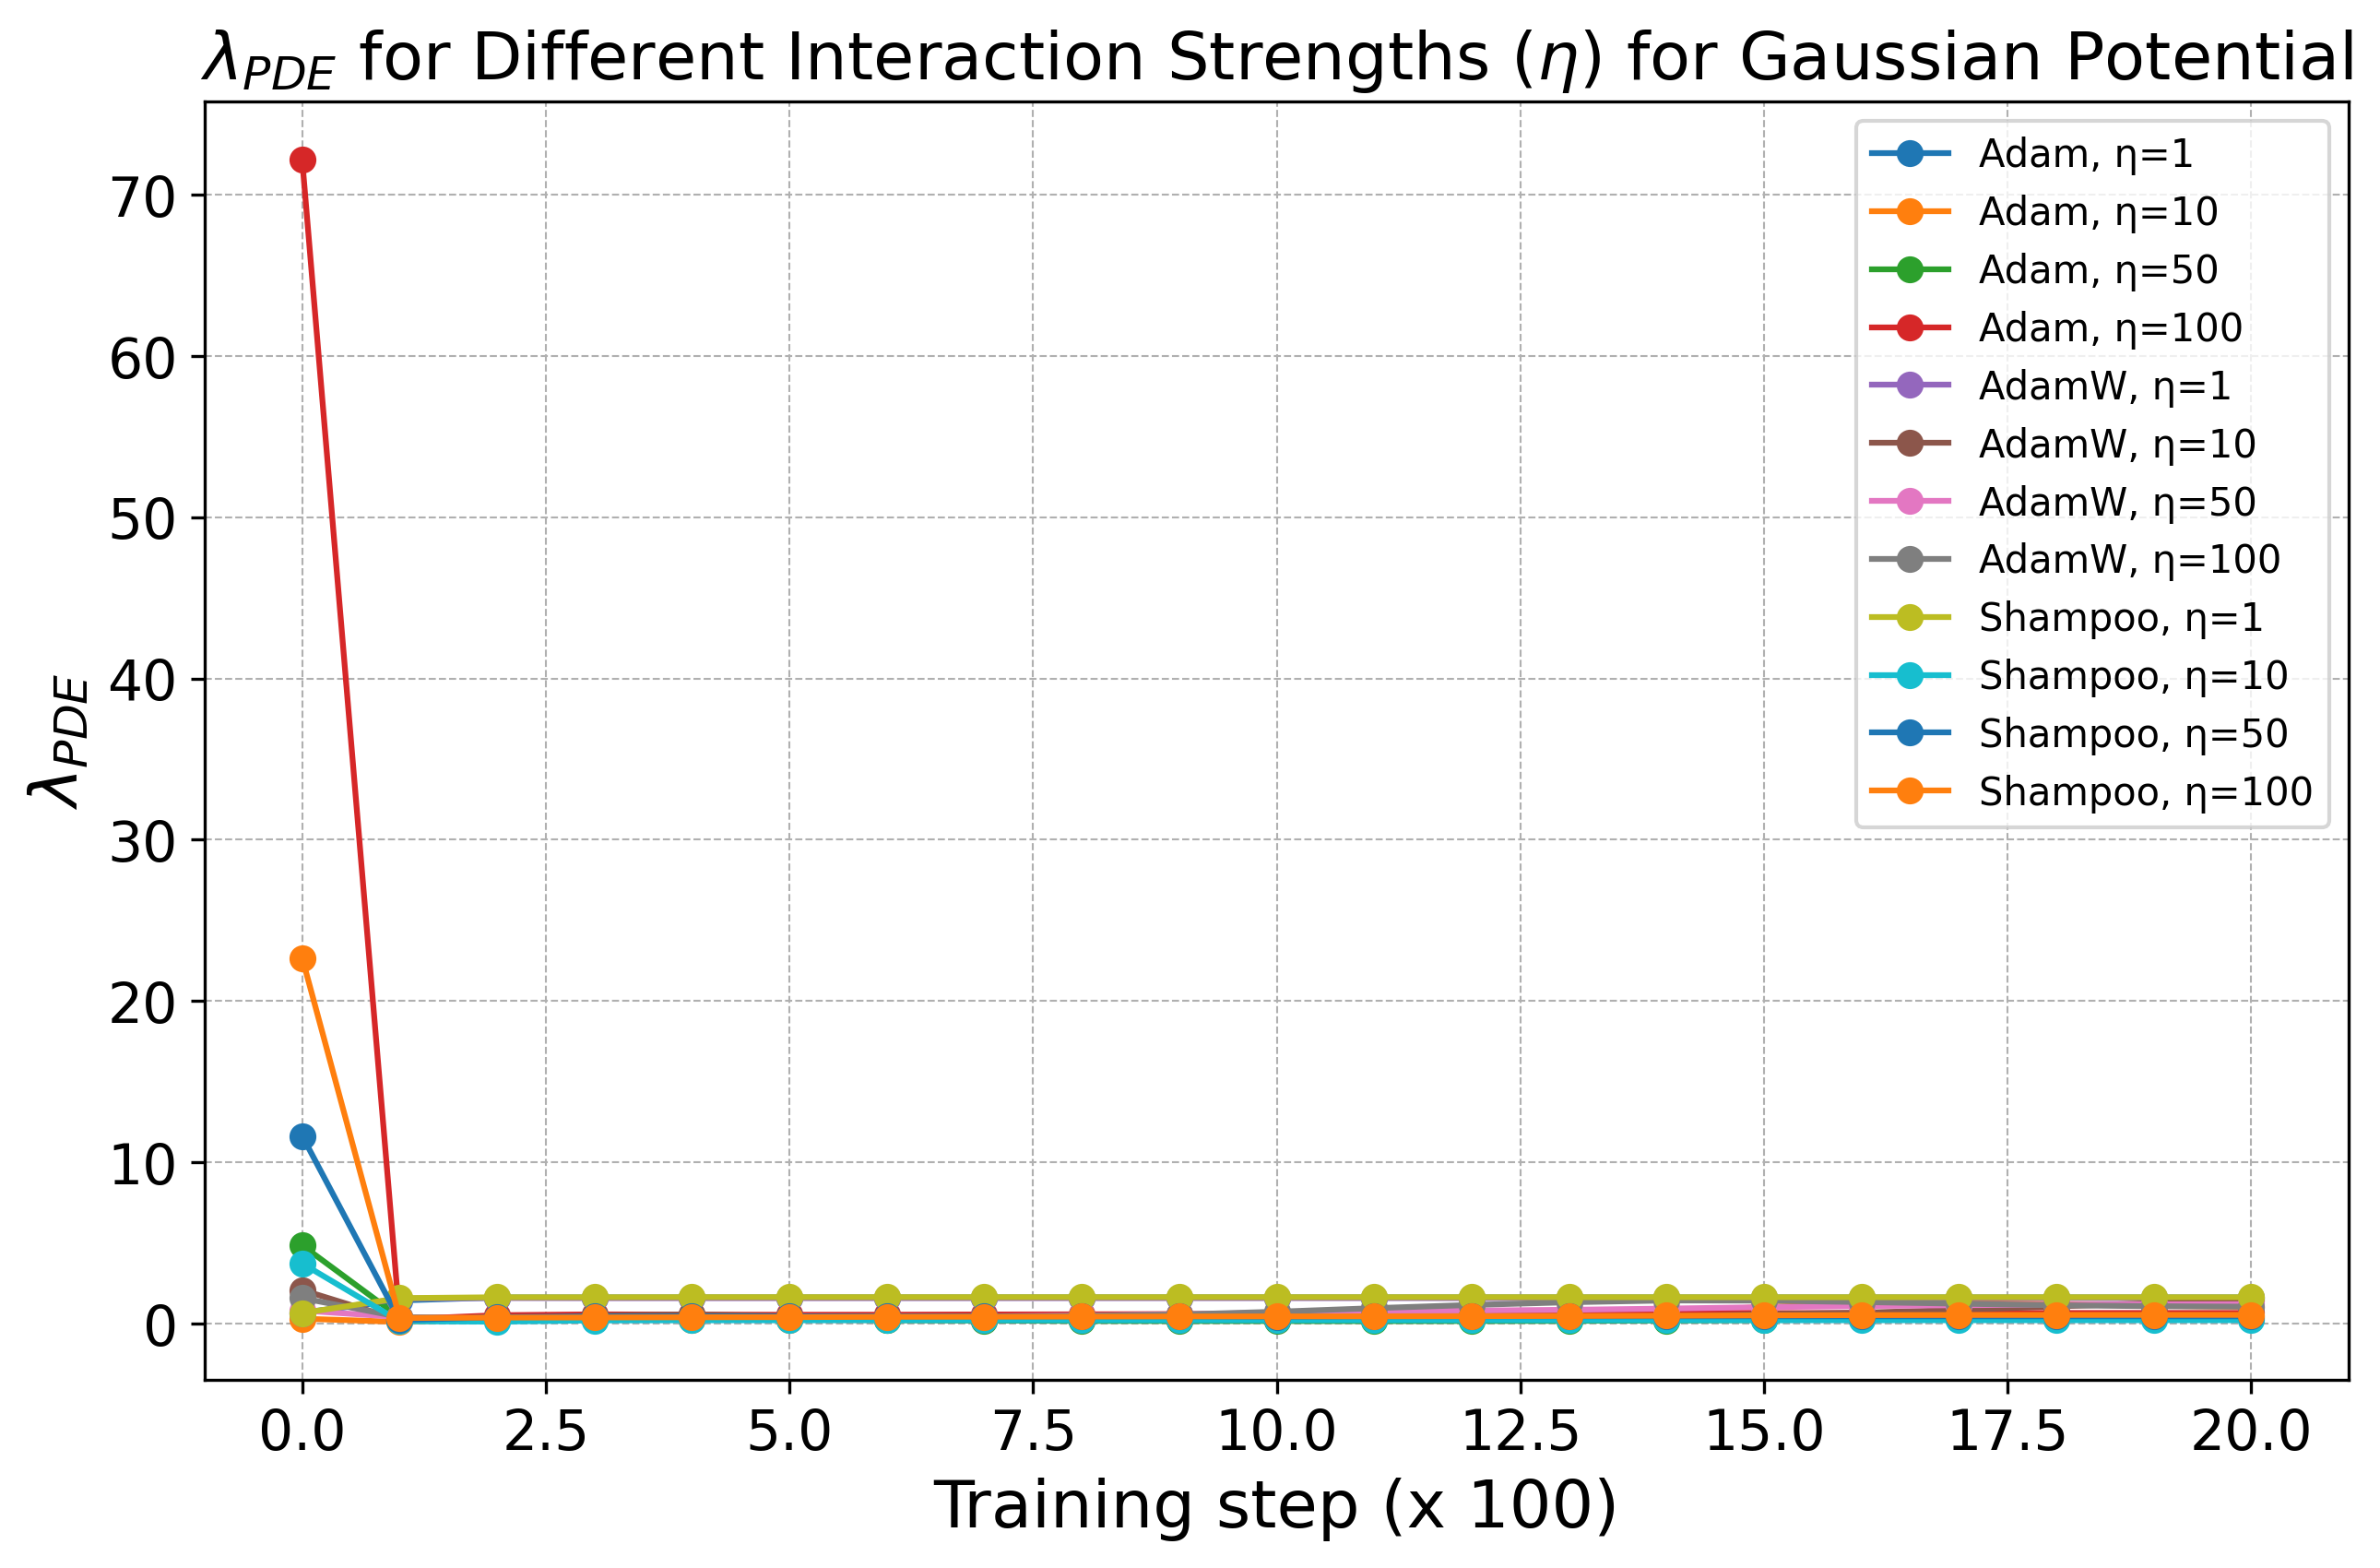 λPDE for Different Interaction Strengths (η) for Gaussian Potential
70
60
50
40
30
20
10
0
λPDE
0.0 2.5 5.0 7.5 10.0 12.5 15.0 17.5 20.0
Training step (x 100)
Adam, η=1
Adam, η=10
Adam, η=50
Adam, η=100
AdamW, η=1
AdamW, η=10
AdamW, η=50
AdamW, η=100
Shampoo, η=1
Shampoo, η=10
Shampoo, η=50
Shampoo, η=100